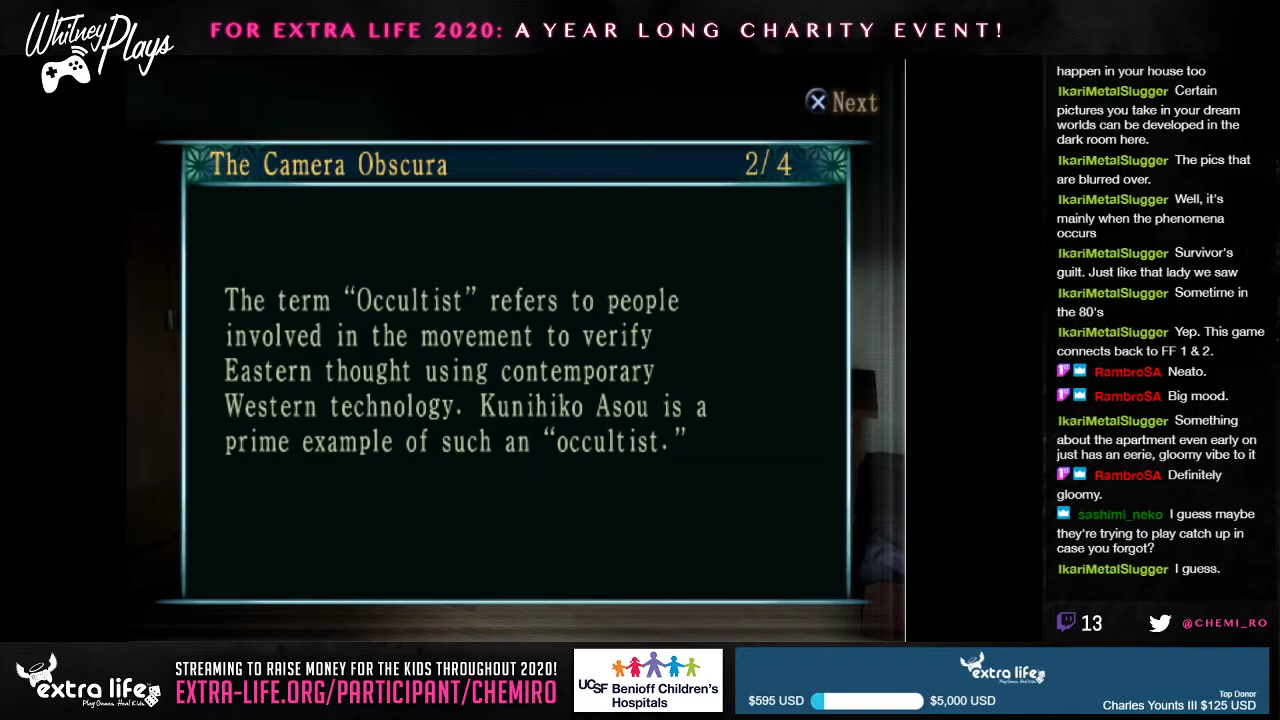 Whitney Plays
FOR EXTRA LIFE 2020: A YEAR LONG CHARITY EVENT!
Next
The Camera Obscura 2/4
The term “Occultist” refers to people
involved in the movement to verify
Eastern thought using contemporary
Western technology. Kunihiko Asou is a
prime example of such an “occultist.”
happen in your house too
IkariMetalSlugger Certain
pictures you take in your dream
worlds can be developed in the
dark room here.
IkariMetalSlugger The pics that
are blurred over.
IkariMetalSlugger Well, it's
mainly when the phenomena
occurs
IkariMetalSlugger Survivor's
guilt. Just like that lady we saw
IkariMetalSlugger Sometime in
the 80's
IkariMetalSlugger Yep. This game
connects back to FF 1 & 2.
RambroSA Neato.
RambroSA Big mood.
IkariMetalSlugger Something
about the apartment even early on
just has an eerie, gloomy vibe to it
RambroSA Definitely
gloomy.
sashimi_neko I guess maybe
they're trying to play catch up in
case you forgot?
IkariMetalSlugger I guess.
13 @CHEMI_RO
extra life
Play Games. Heal Kids.
STREAMING TO RAISE MONEY FOR THE KIDS THROUGHOUT 2020!
EXTRA-LIFE.ORG/PARTICIPANT/CHEMIRO
UCSF Benioff Children's
Hospitals
extra life
Play Games. Heal Kids.
$595 USD $5,000 USD
Top Donor
Charles Younts III $125 USD